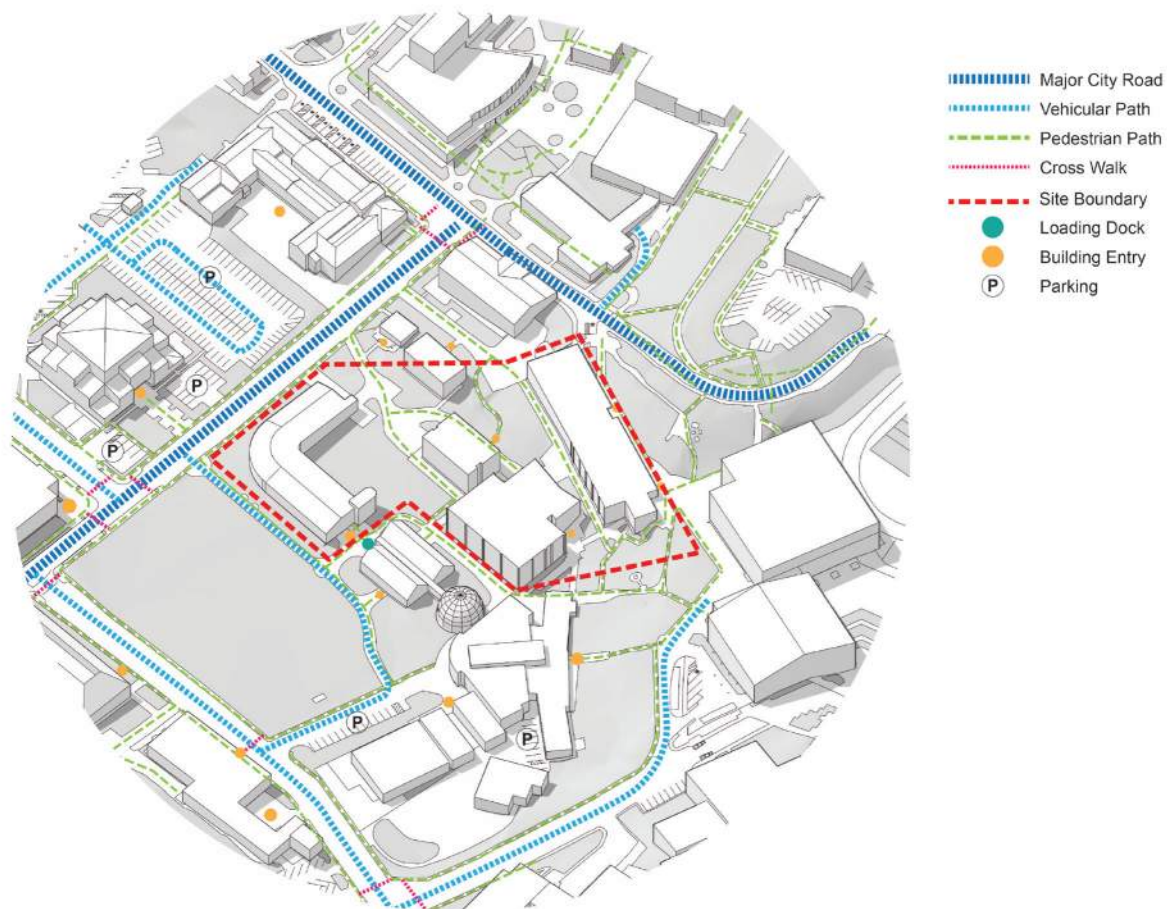 Major City Road
Vehicular Path
Pedestrian Path
Cross Walk
Site Boundary
Loading Dock
Building Entry
P Parking
P
P
P
P
P